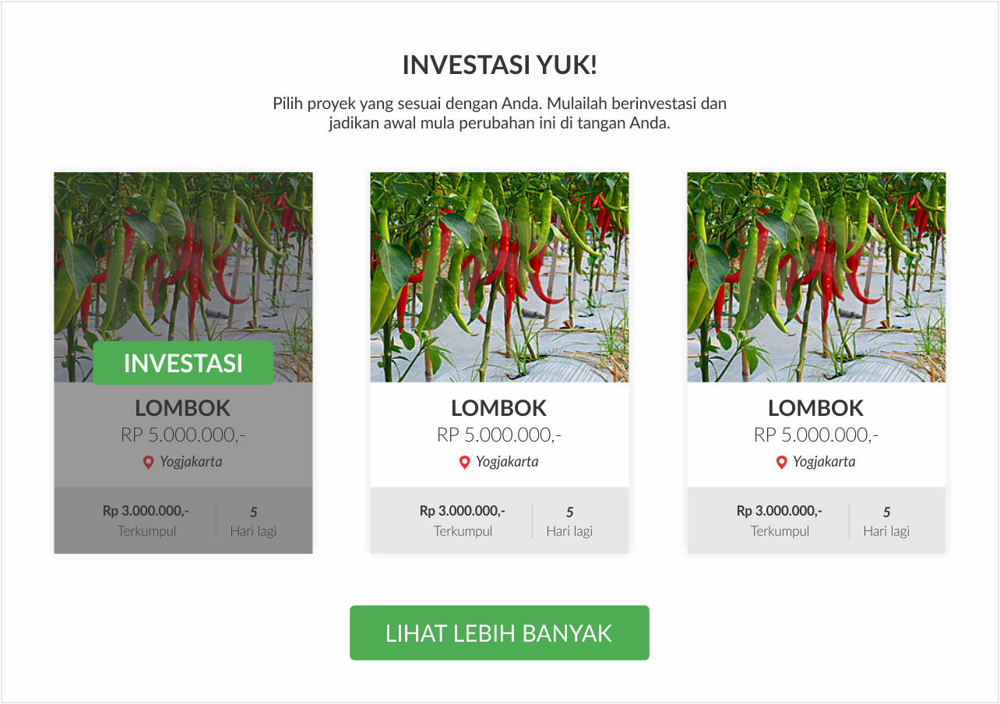 INVESTASI YUK!
Pilih proyek yang sesuai dengan Anda. Mulailah berinvestasi dan
jadikan awal mula perubahan ini di tangan Anda.
INVESTASI
LOMBOK
RP 5.000.000,-
Yogjakarta
Rp 3.000.000,-
Terkumpul
5
Hari lagi
LOMBOK
RP 5.000.000,-
Yogjakarta
Rp 3.000.000,-
Terkumpul
5
Hari lagi
LOMBOK
RP 5.000.000,-
Yogjakarta
Rp 3.000.000,-
Terkumpul
5
Hari lagi
LIHAT LEBIH BANYAK